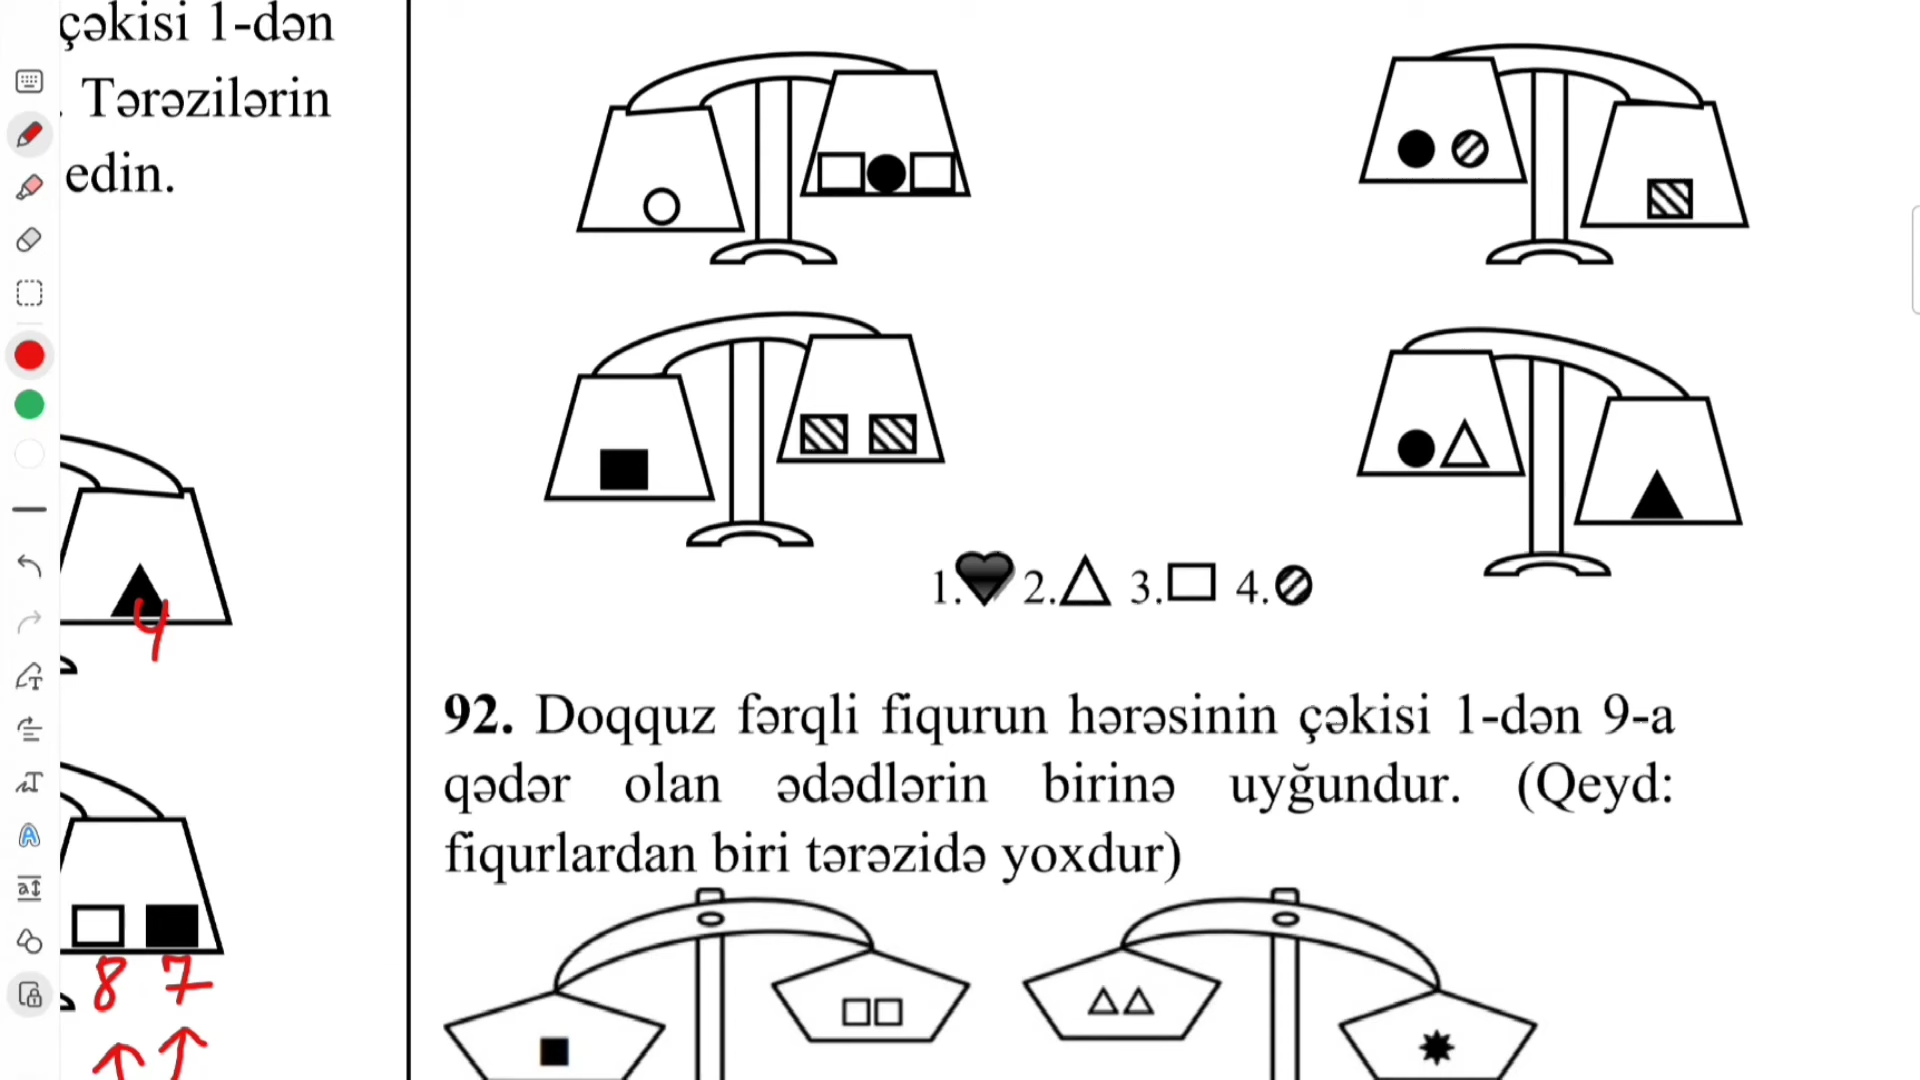 çəkisi 1-dən
. Tərəzilərin
edin.
4
8 7
1. 2. 3. 4.
92. Doqquz fərqli fiqurun hərəsinin çəkisi 1-dən 9-a
qədər olan ədədlərin birinə uyğundur. (Qeyd:
fiqurlardan biri tərəzidə yoxdur)